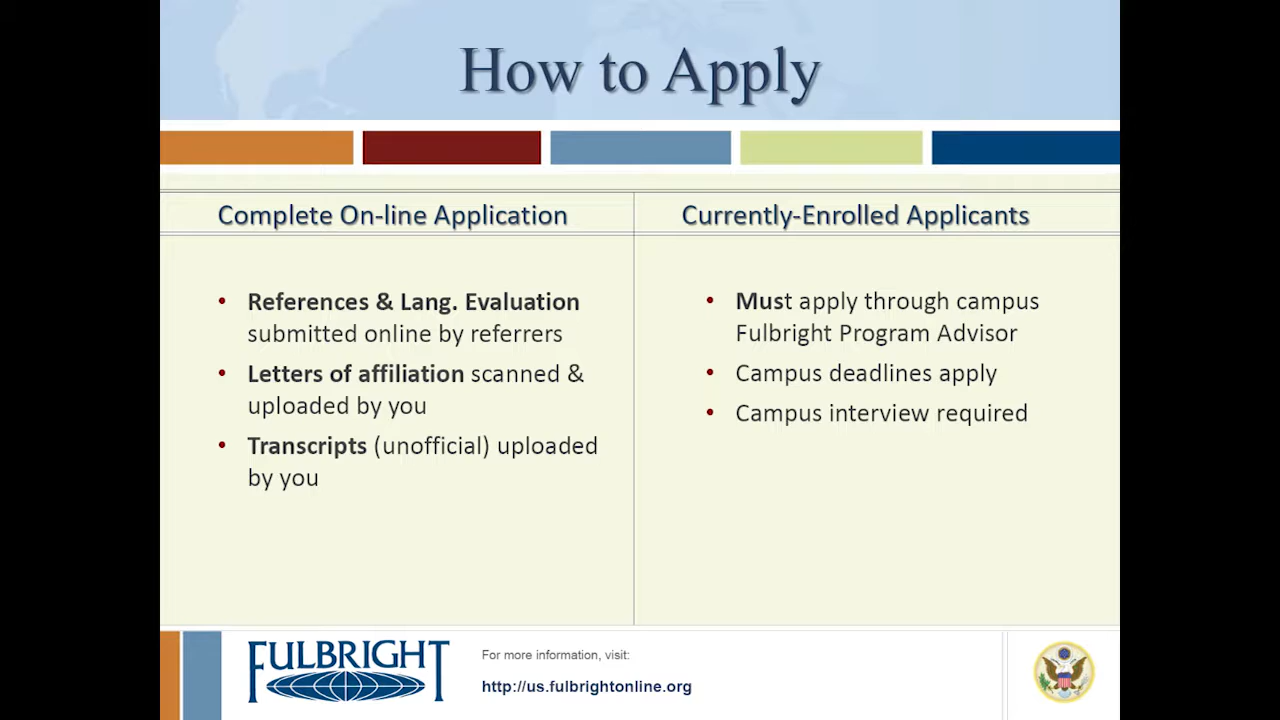 How to Apply
Complete On-line Application
• References & Lang. Evaluation
submitted online by referrers
• Letters of affiliation scanned &
uploaded by you
• Transcripts (unofficial) uploaded
by you
Currently-Enrolled Applicants
• Must apply through campus
Fulbright Program Advisor
• Campus deadlines apply
• Campus interview required
FULBRIGHT
For more information, visit:
http://us.fulbrightonline.org